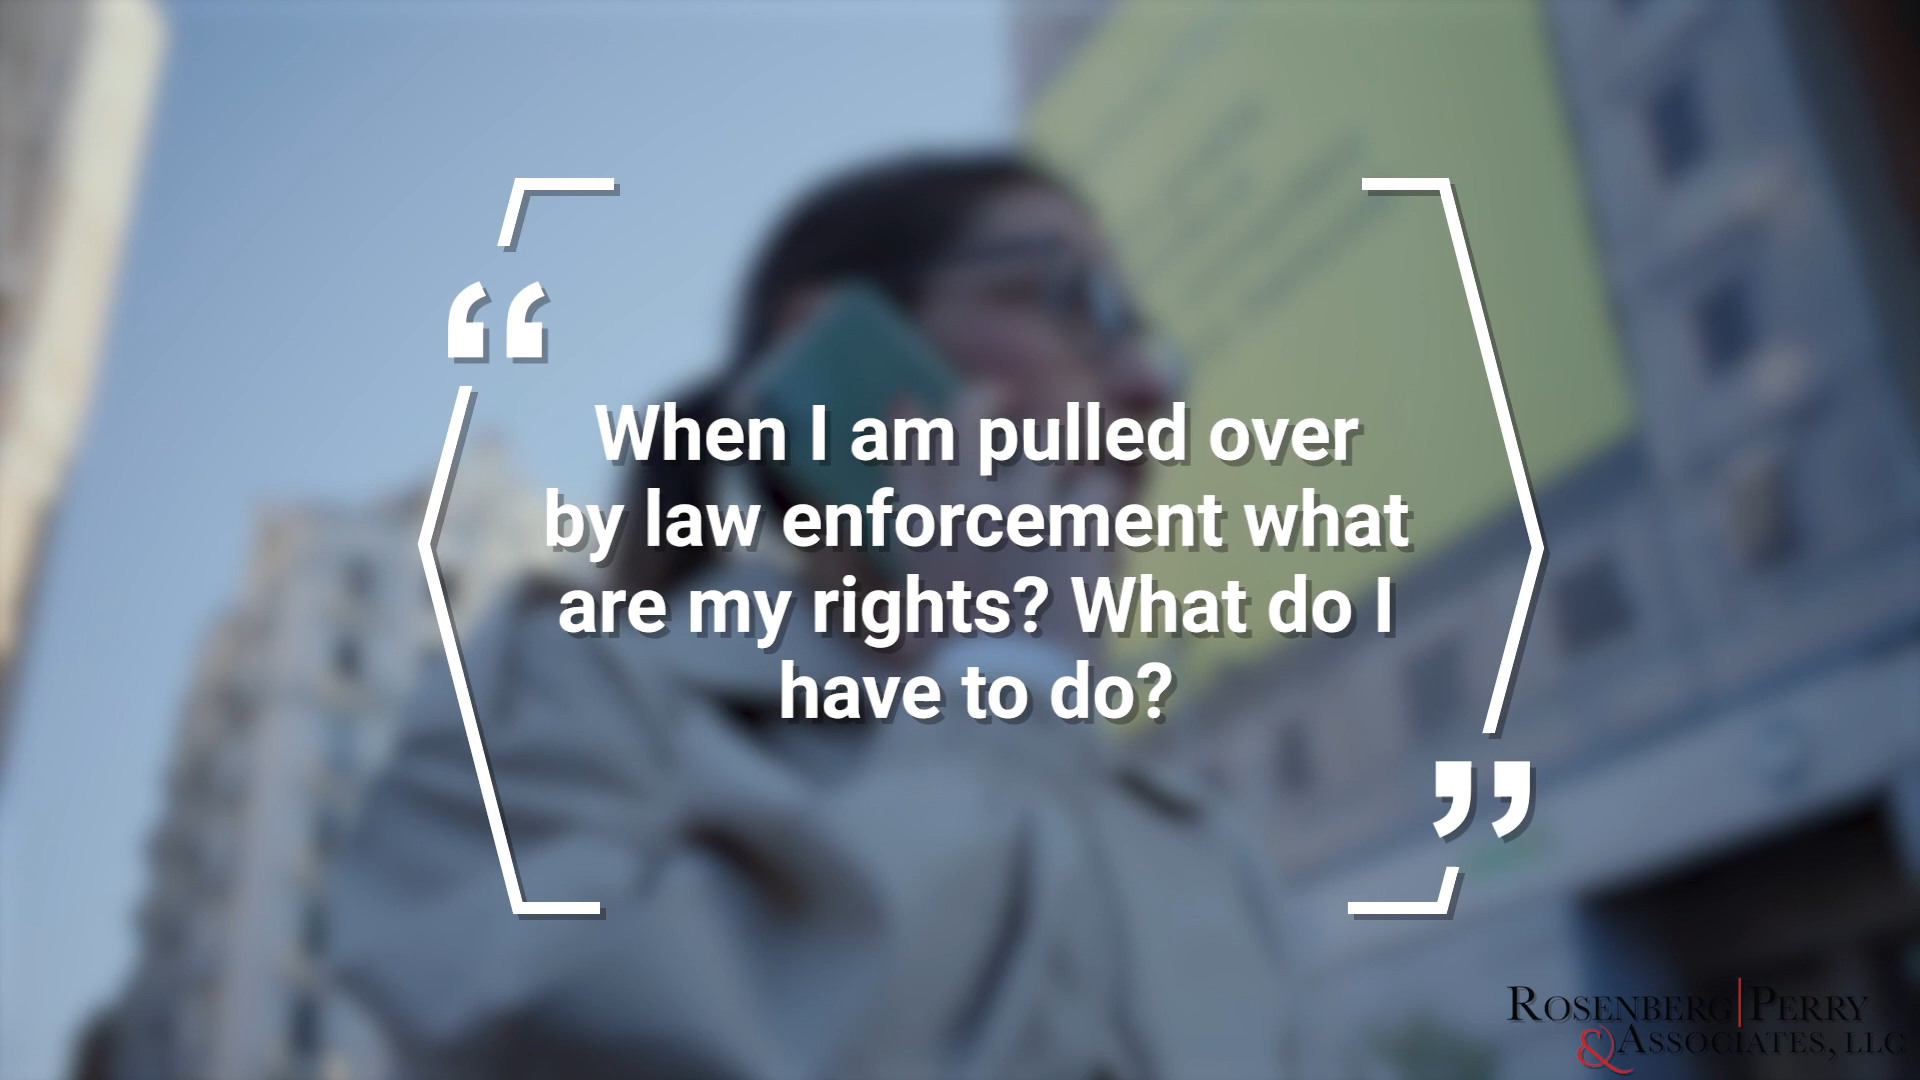 “
When I am pulled over
by law enforcement what
are my rights? What do I
have to do?
”
ROSENBERG|PERRY
&ASSOCIATES, LLC